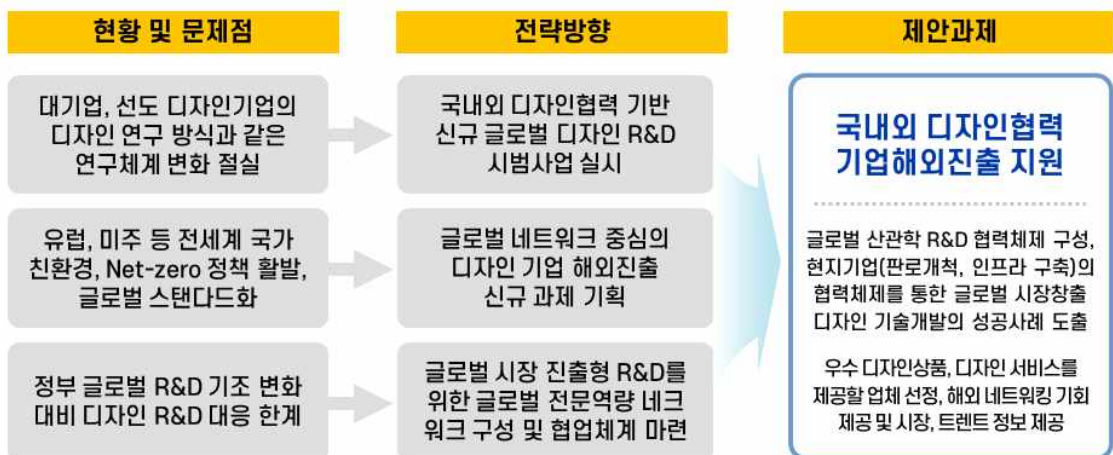 현황 및 문제점
전략방향
제안과제
대기업, 선도 디자인기업의
디자인 연구 방식과 같은
연구체계 변화 절실
국내외 디자인협력 기반
신규 글로벌 디자인 R&D
시범사업 실시
유럽, 미주 등 전세계 국가
친환경, Net-zero 정책 활발,
글로벌 스탠다드화
글로벌 네트워크 중심의
디자인 기업 해외진출
신규 과제 기획
정부 글로벌 R&D 기조 변화
대비 디자인 R&D 대응 한계
글로벌 시장 진출형 R&D를
위한 글로벌 전문역량 네크
워크 구성 및 협업체계 마련
국내외 디자인협력
기업해외진출 지원
글로벌 산관학 R&D 협력체제 구성,
현지기업(판로개척, 인프라 구축)의
협력체제를 통한 글로벌 시장창출
디자인 기술개발의 성공사례 도출
우수 디자인상품, 디자인 서비스를
제공할 업체 선정, 해외 네트워킹 기회
제공 및 시장, 트렌트 정보 제공